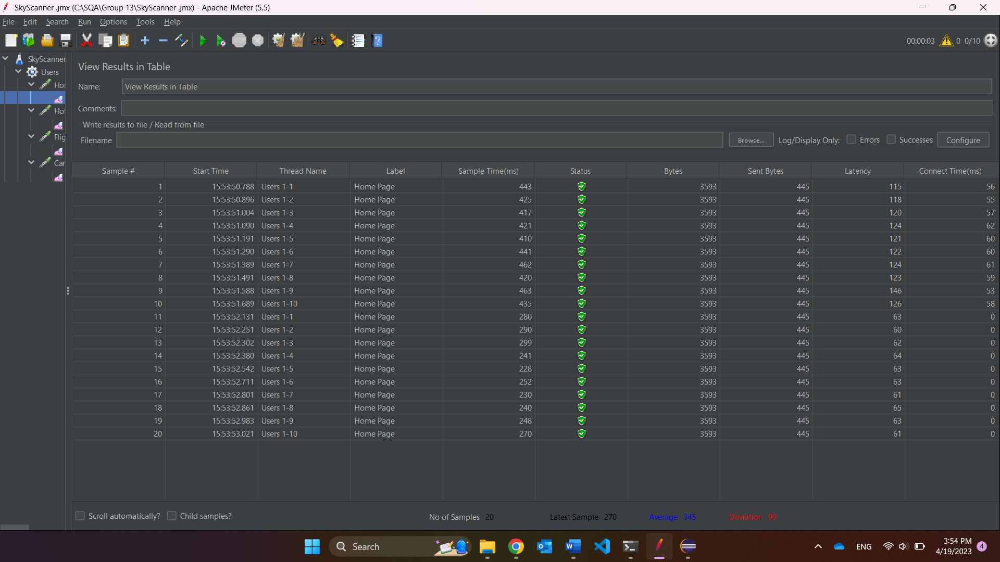 SkyScanner .jmx (C:\SQA\Group 13\SkyScanner .jmx) - Apache JMeter (5.5)
File Edit Search Run Options Tools Help
STOP 00:00:03 0 0/10
SkyScanner
Users
Hor
Hot
Flig
Car
View Results in Table
Name: View Results in Table
Comments:
Write results to file / Read from file
Filename Browse... Log/Display Only: Errors Successes Configure
Sample # Start Time Thread Name Label Sample Time(ms) Status Bytes Sent Bytes Latency Connect Time(ms)
1 15:53:50.788 Users 1-1 Home Page 443 3593 445 115 56
2 15:53:50.896 Users 1-2 Home Page 425 3593 445 118 55
3 15:53:51.004 Users 1-3 Home Page 417 3593 445 120 57
4 15:53:51.090 Users 1-4 Home Page 421 3593 445 124 62
5 15:53:51.191 Users 1-5 Home Page 410 3593 445 121 60
6 15:53:51.290 Users 1-6 Home Page 441 3593 445 122 60
7 15:53:51.389 Users 1-7 Home Page 462 3593 445 124 61
8 15:53:51.491 Users 1-8 Home Page 420 3593 445 123 59
9 15:53:51.588 Users 1-9 Home Page 463 3593 445 146 53
10 15:53:51.689 Users 1-10 Home Page 435 3593 445 126 58
11 15:53:52.131 Users 1-1 Home Page 280 3593 445 63 0
12 15:53:52.251 Users 1-2 Home Page 290 3593 445 60 0
13 15:53:52.302 Users 1-3 Home Page 299 3593 445 62 0
14 15:53:52.380 Users 1-4 Home Page 241 3593 445 64 0
15 15:53:52.542 Users 1-5 Home Page 228 3593 445 63 0
16 15:53:52.711 Users 1-6 Home Page 252 3593 445 63 0
17 15:53:52.801 Users 1-7 Home Page 230 3593 445 61 0
18 15:53:52.861 Users 1-8 Home Page 240 3593 445 65 0
19 15:53:52.983 Users 1-9 Home Page 248 3593 445 63 0
20 15:53:53.021 Users 1-10 Home Page 270 3593 445 61 0
Scroll automatically? Child samples? No of Samples 20 Latest Sample 270 Average 345 Deviation 90
Search ENG 3:54 PM
4/19/2023 4